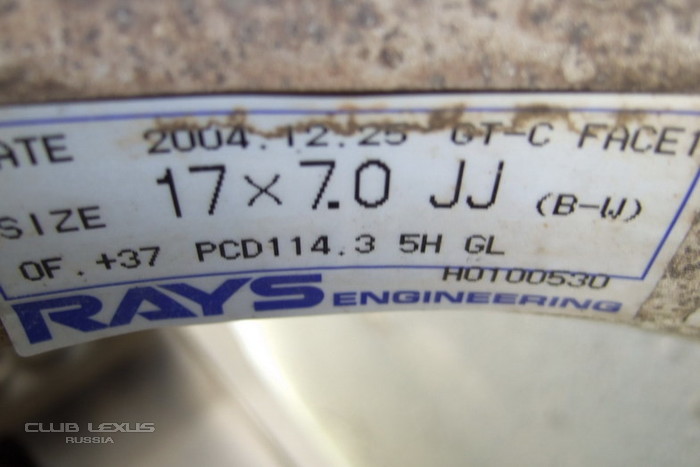 ATE 2004.12.25 GT-C FACE1
SIZE 17×7.0 JJ (B-W)
OF.+37 PCD114.3 5H GL
H0100530
RAYS ENGINEERING
CLUB LEXUS
RUSSIA